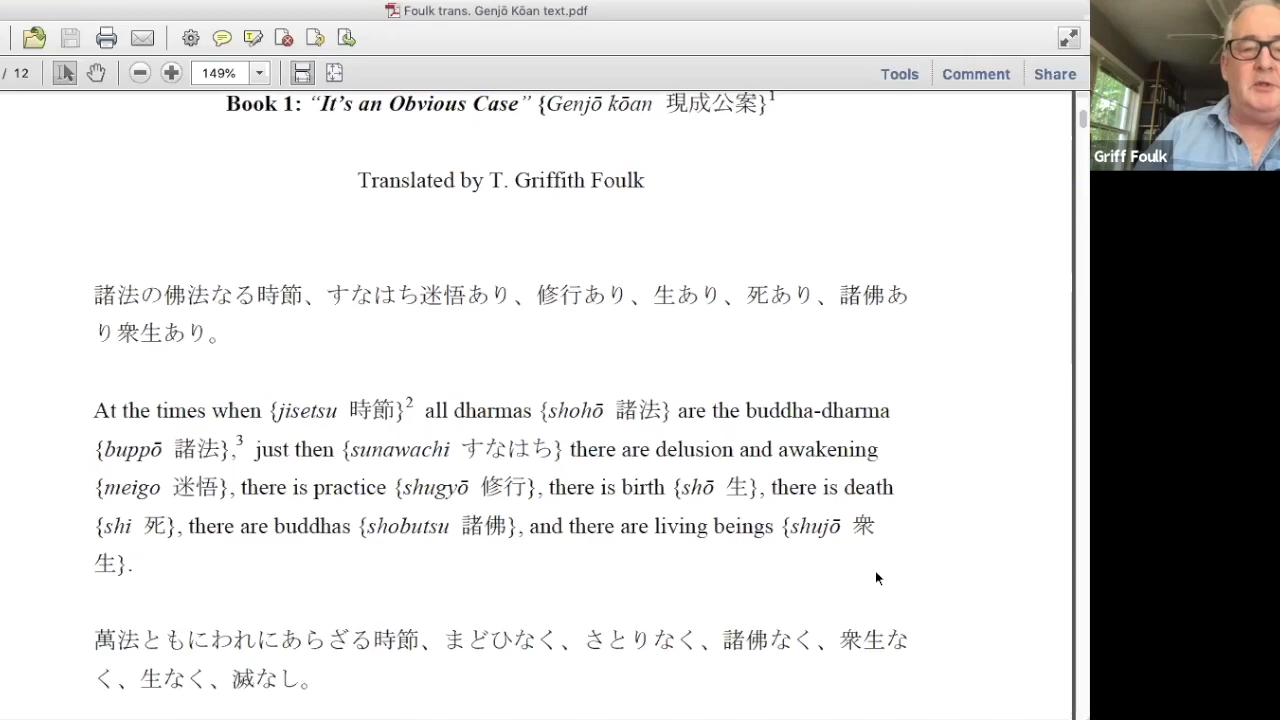 Foulk trans. Genjō Kōan text.pdf
/ 12
149%
Tools
Comment
Share
Griff Foulk
Book 1: “It’s an Obvious Case” {Genjō kōan 現成公案}1
Translated by T. Griffith Foulk
諸法の佛法なる時節、すなはち迷悟あり、修行あり、生あり、死あり、諸佛あ
り衆生あり。
At the times when {jisetsu 時節}2 all dharmas {shohō 諸法} are the buddha-dharma
{buppō 諸法},3 just then {sunawachi すなはち} there are delusion and awakening
{meigo 迷悟}, there is practice {shugyō 修行}, there is birth {shō 生}, there is death
{shi 死}, there are buddhas {shobutsu 諸佛}, and there are living beings {shujō 衆
生}.
萬法ともにわれにあらざる時節、まどひなく、さとりなく、諸佛なく、衆生な
く、生なく、滅なし。